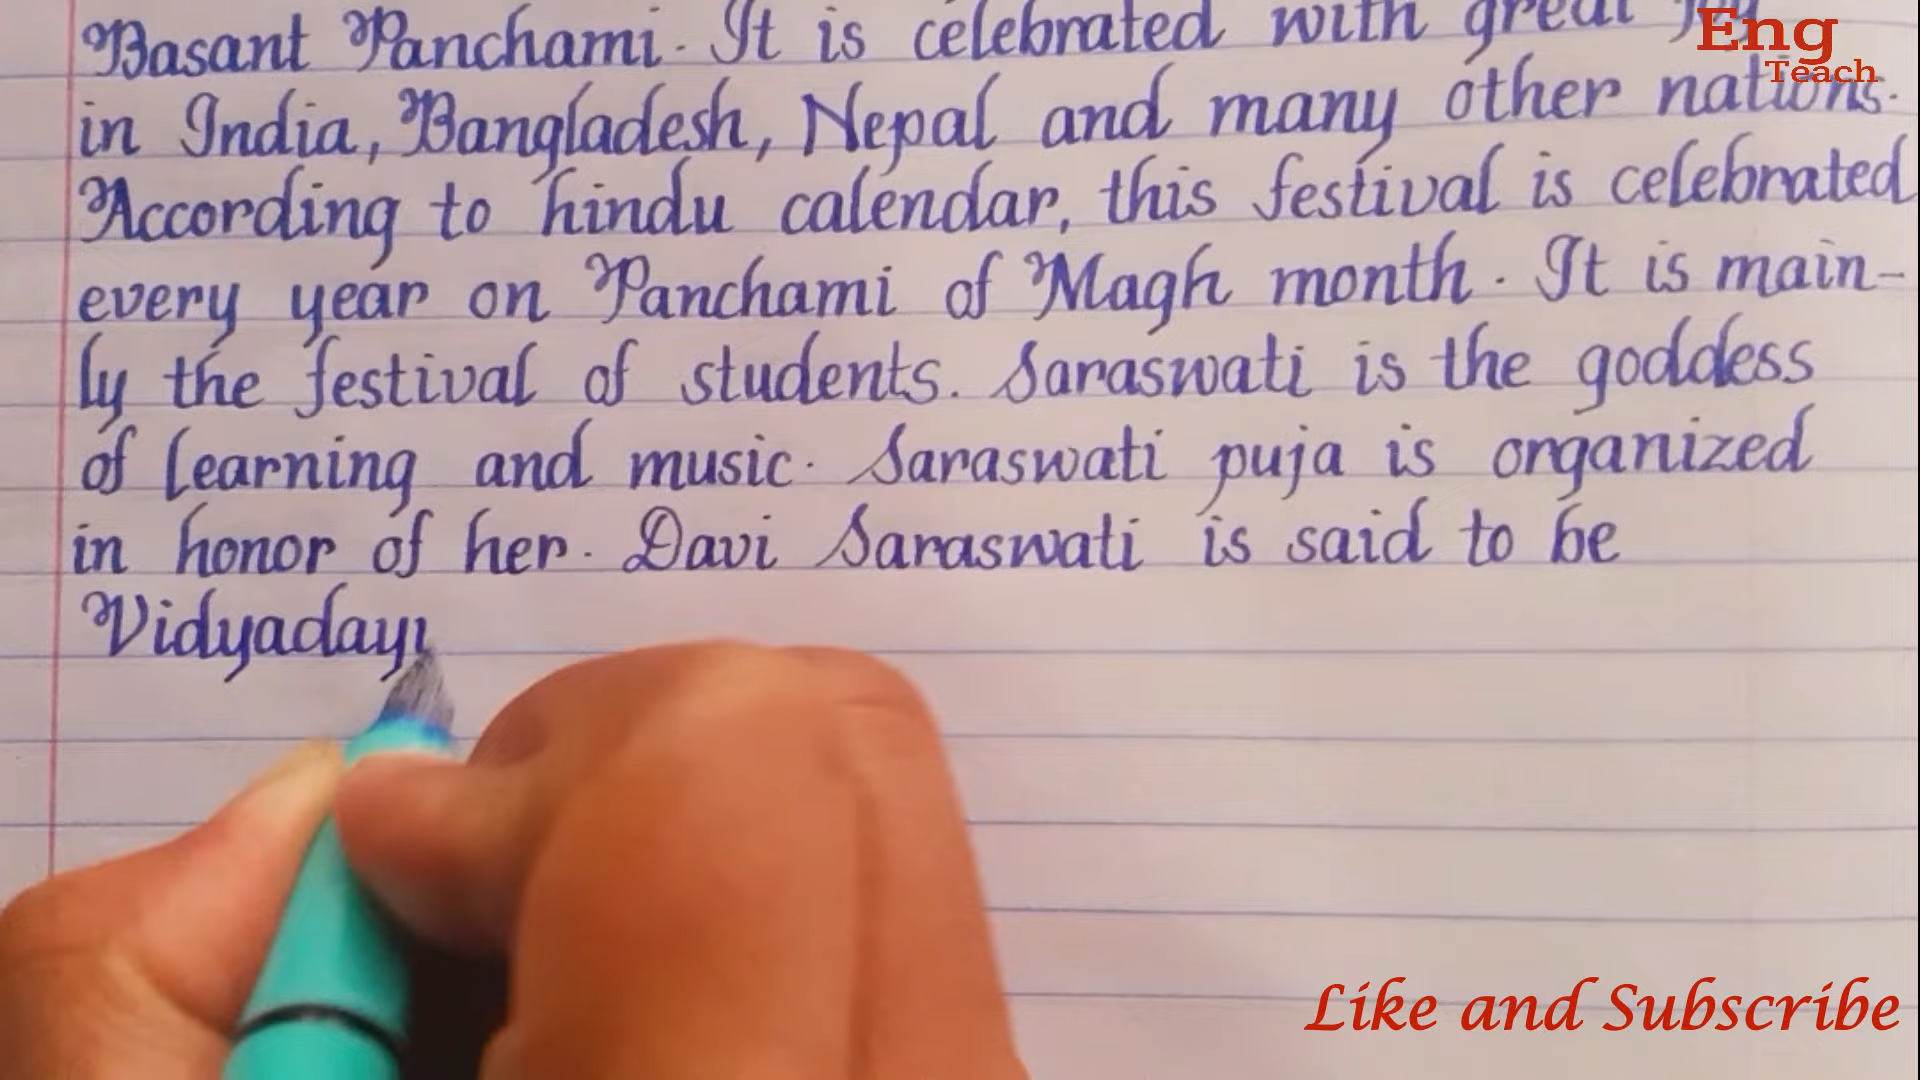 Basant Panchami. It is celebrated with great joy
in India, Bangladesh, Nepal and many other nations.
According to hindu calendar, this festival is celebrated
every year on Panchami of Magh month. It is main-
ly the festival of students. Saraswati is the goddess
of learning and music. Saraswati puja is organized
in honor of her. Davi Saraswati is said to be
Vidyadayi
Eng
Teach
Like and Subscribe